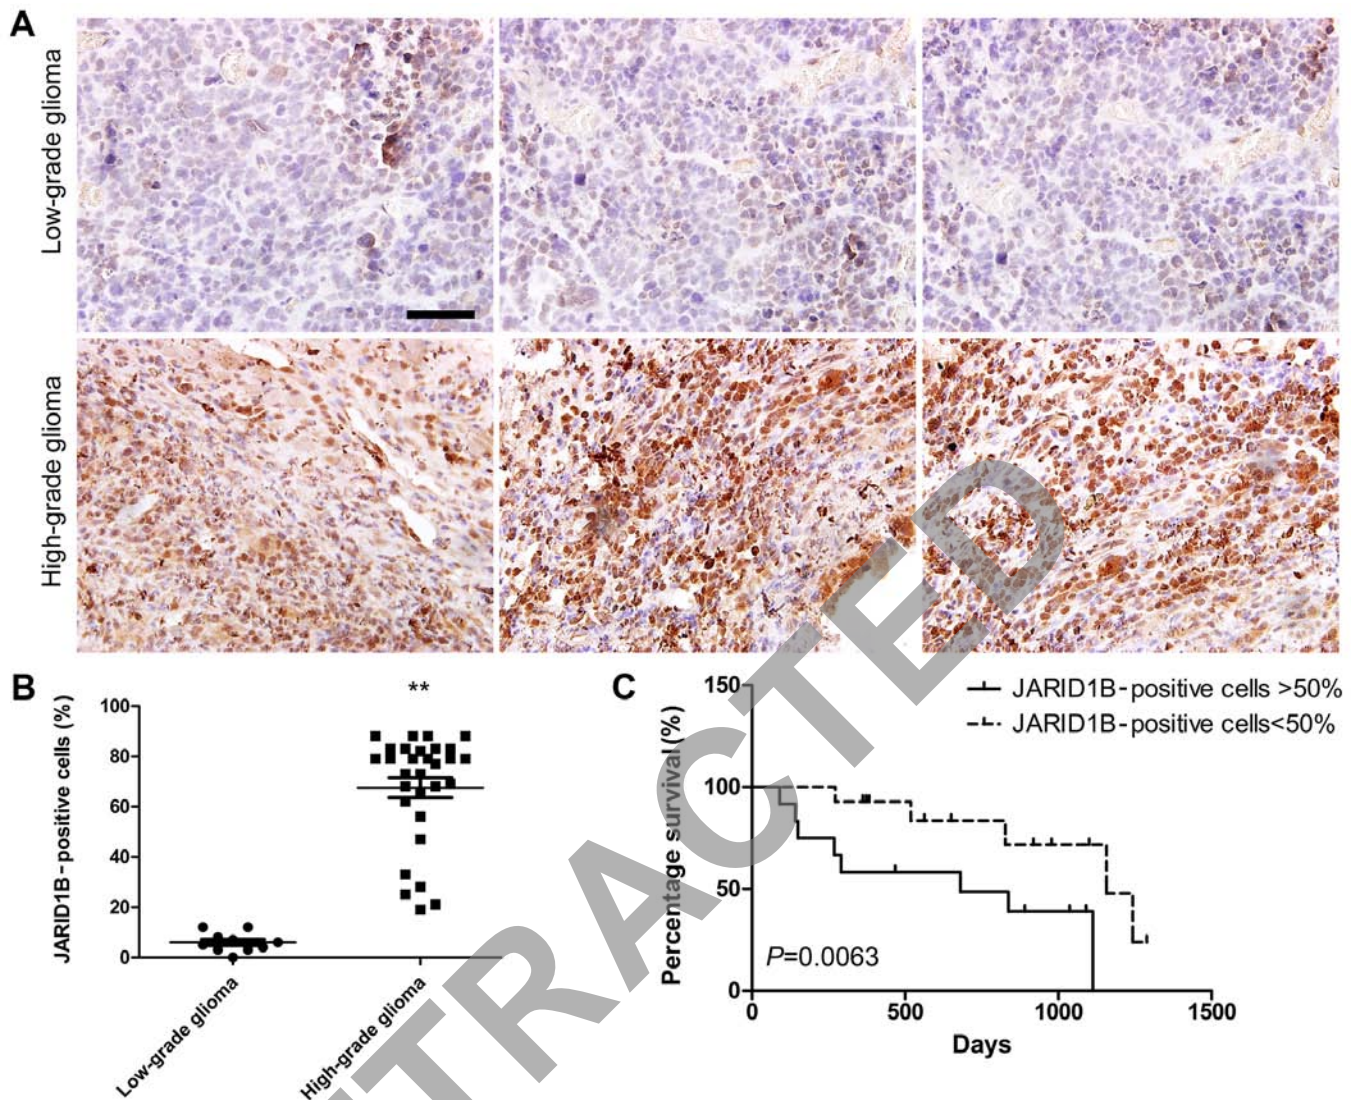 A
Low-grade glioma
High-grade glioma
B
JARID1B-positive cells (%)
100
80
60
40
20
0
**
Low-grade glioma
High-grade glioma
C
Percentage survival (%)
150
100
50
0
JARID1B-positive cells >50%
JARID1B-positive cells<50%
P=0.0063
0
500
1000
1500
Days
TRACTED